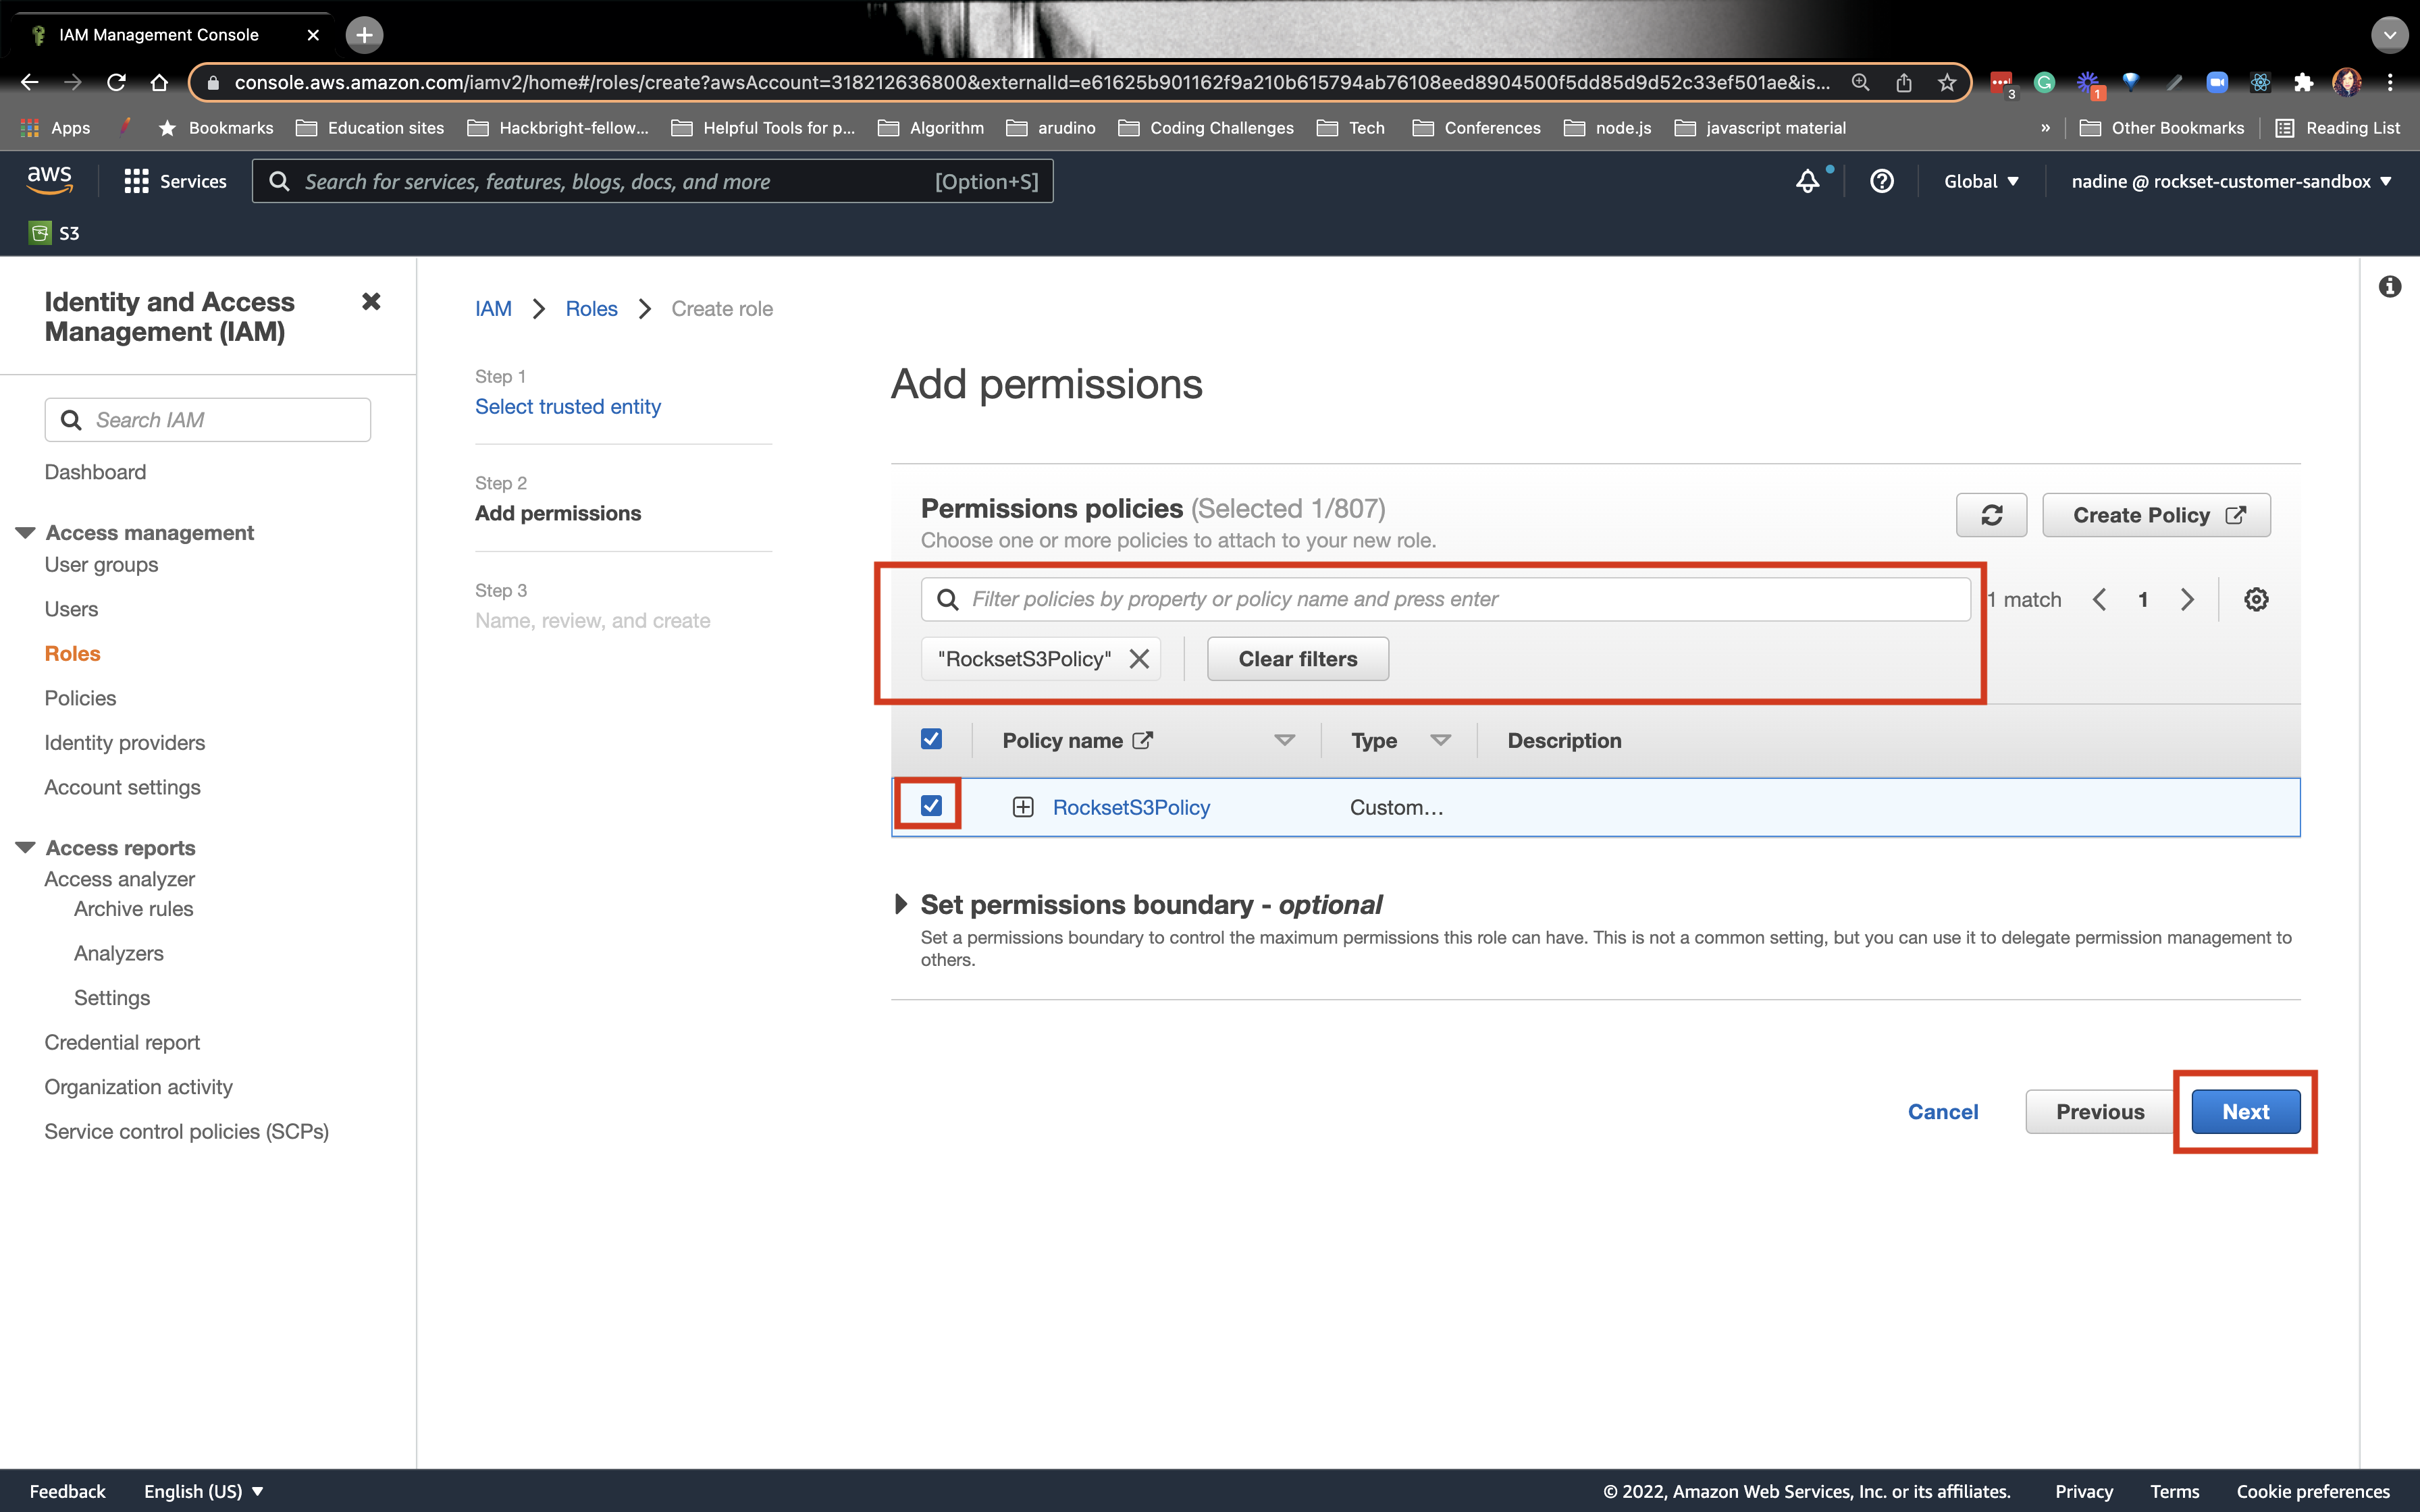 IAM Management Console
console.aws.amazon.com/iamv2/home#/roles/create?awsAccount=318212636800&externalId=e61625b901162f9a210b615794ab76108eed8904500f5dd85d9d52c33ef501ae&is...
3
1
Apps
Bookmarks
Education sites
Hackbright-fellow...
Helpful Tools for p...
Algorithm
arudino
Coding Challenges
Tech
Conferences
node.js
javascript material
»
Other Bookmarks
Reading List
aws
Services
Search for services, features, blogs, docs, and more
[Option+S]
Global
nadine @ rockset-customer-sandbox
S3
Identity and Access
Management (IAM)
Search IAM
Dashboard
Access management
User groups
Users
Roles
Policies
Identity providers
Account settings
Access reports
Access analyzer
Archive rules
Analyzers
Settings
Credential report
Organization activity
Service control policies (SCPs)
IAM > Roles > Create role
Step 1
Select trusted entity
Step 2
Add permissions
Step 3
Name, review, and create
Add permissions
Permissions policies (Selected 1/807)
Choose one or more policies to attach to your new role.
Create Policy
Filter policies by property or policy name and press enter
1 match
1
"RocksetS3Policy"
Clear filters
Policy name
Type
Description
RocksetS3Policy
Custom...
Set permissions boundary - optional
Set a permissions boundary to control the maximum permissions this role can have. This is not a common setting, but you can use it to delegate permission management to
others.
Cancel
Previous
Next
Feedback
English (US)
© 2022, Amazon Web Services, Inc. or its affiliates.
Privacy
Terms
Cookie preferences